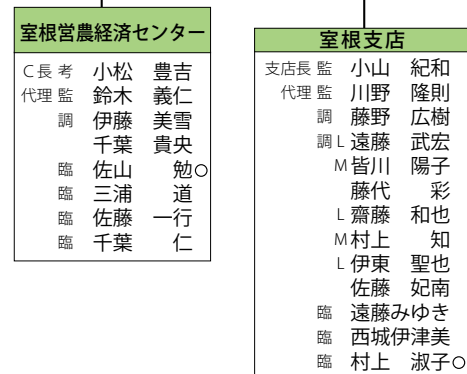 室根営農経済センター
C長 考 小松 豊吉
代理 監 鈴木 義仁
調 伊藤 美雪
千葉 貴央
臨 佐山 勉○
臨 三浦 道
臨 佐藤 一行
臨 千葉 仁
室根支店
支店長 監 小山 紀和
代理 監 川野 隆則
調 藤野 広樹
調 L 遠藤 武宏
M 皆川 陽子
藤代 彩
L 齋藤 和也
M 村上 知
L 伊東 聖也
佐藤 妃南
臨 遠藤みゆき
臨 西城伊津美
臨 村上 淑子○